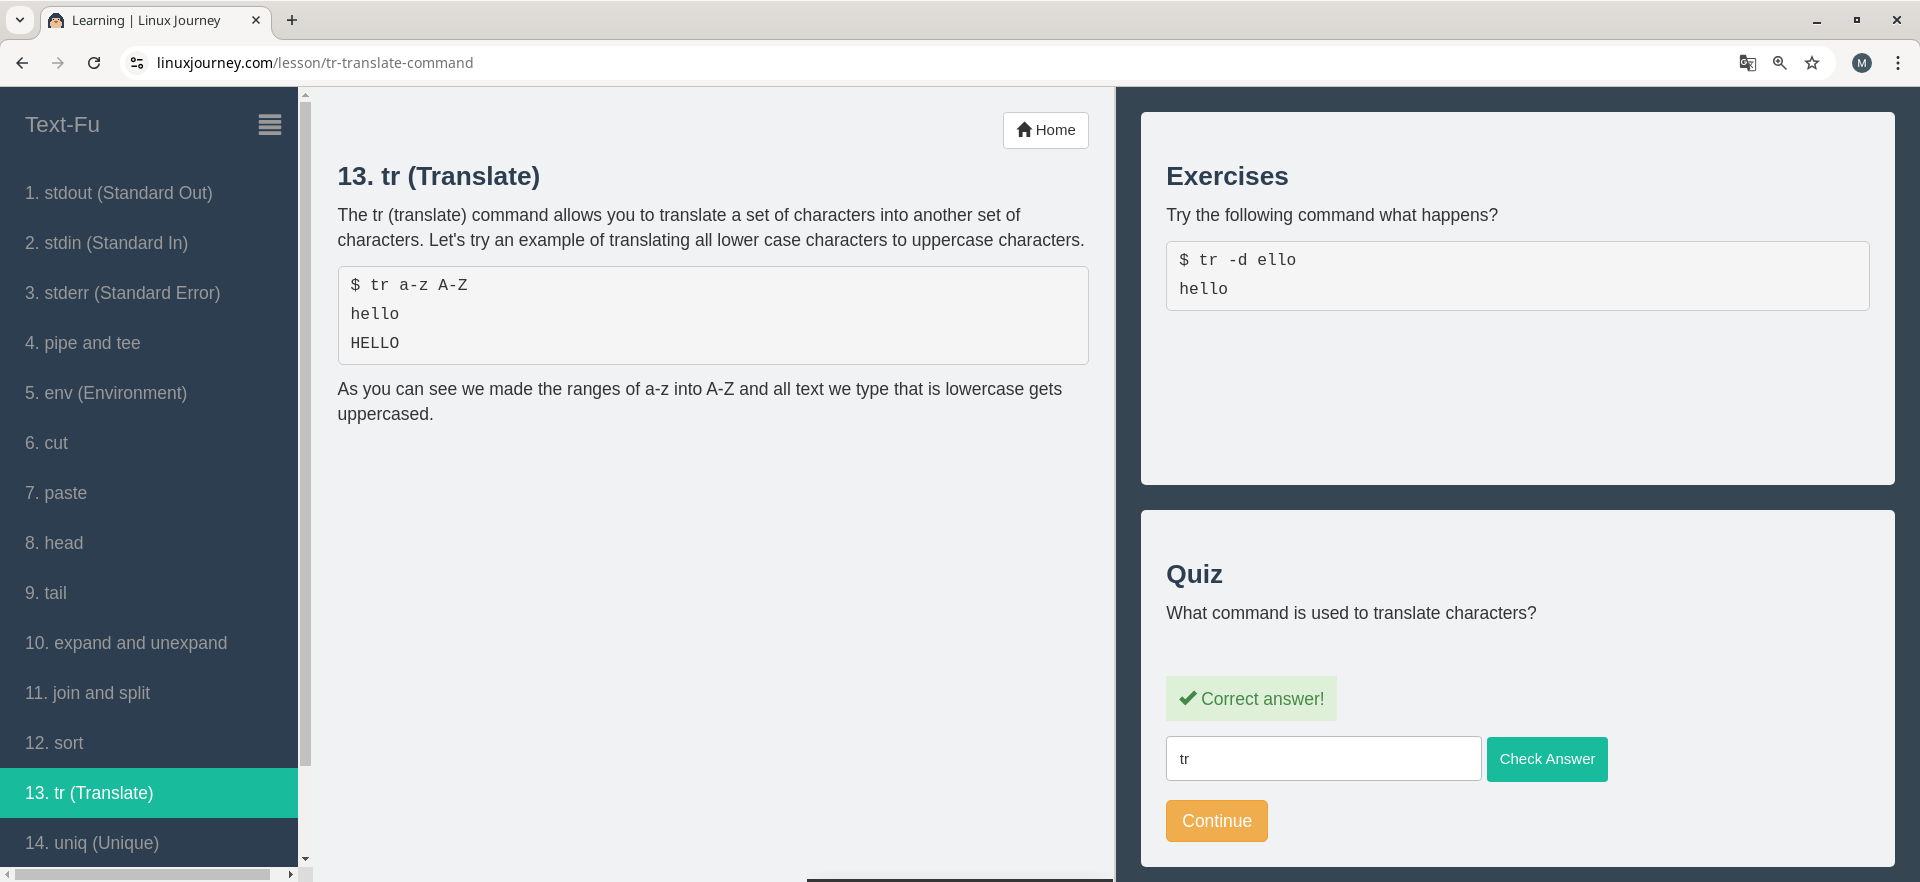 Learning | Linux Journey
linuxjourney.com/lesson/tr-translate-command
M
Text-Fu
1. stdout (Standard Out)
2. stdin (Standard In)
3. stderr (Standard Error)
4. pipe and tee
5. env (Environment)
6. cut
7. paste
8. head
9. tail
10. expand and unexpand
11. join and split
12. sort
13. tr (Translate)
14. uniq (Unique)
Home
13. tr (Translate)
The tr (translate) command allows you to translate a set of characters into another set of
characters. Let's try an example of translating all lower case characters to uppercase characters.
$ tr a-z A-Z
hello
HELLO
As you can see we made the ranges of a-z into A-Z and all text we type that is lowercase gets
uppercased.
Exercises
Try the following command what happens?
$ tr -d ello
hello
Quiz
What command is used to translate characters?
Correct answer!
tr
Check Answer
Continue